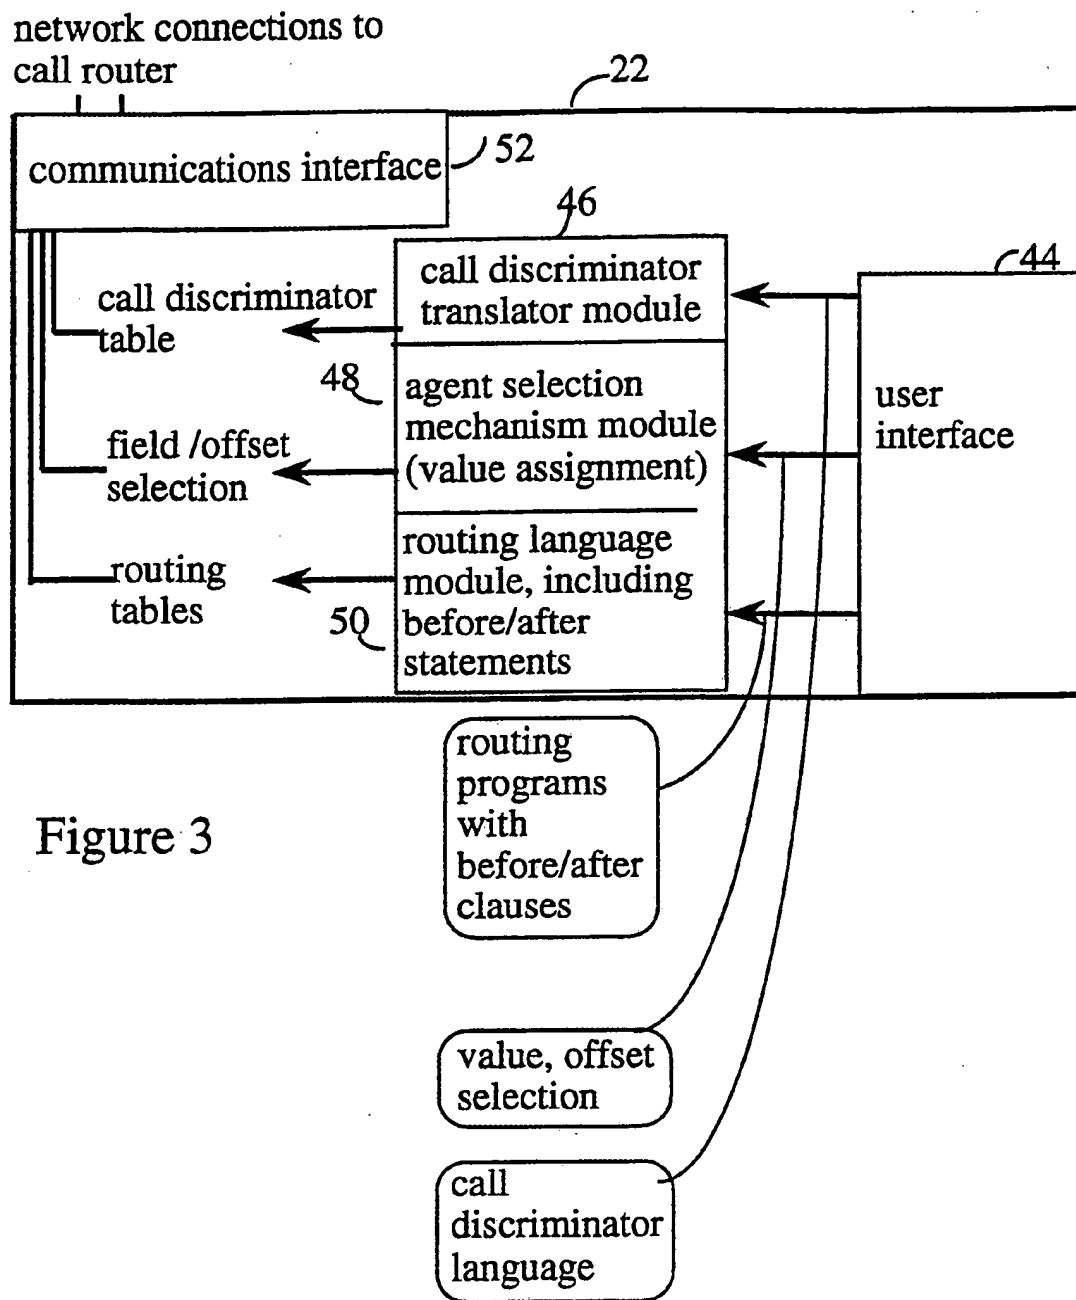 network connections to
call router
22
communications interface
52
46
call discriminator
translator module
44
call discriminator
table
48
agent selection
mechanism module
(value assignment)
user
interface
field /offset
selection
routing language
module, including
before/after
statements
routing
tables
50
routing
programs
with
before/after
clauses
Figure 3
value, offset
selection
call
discriminator
language